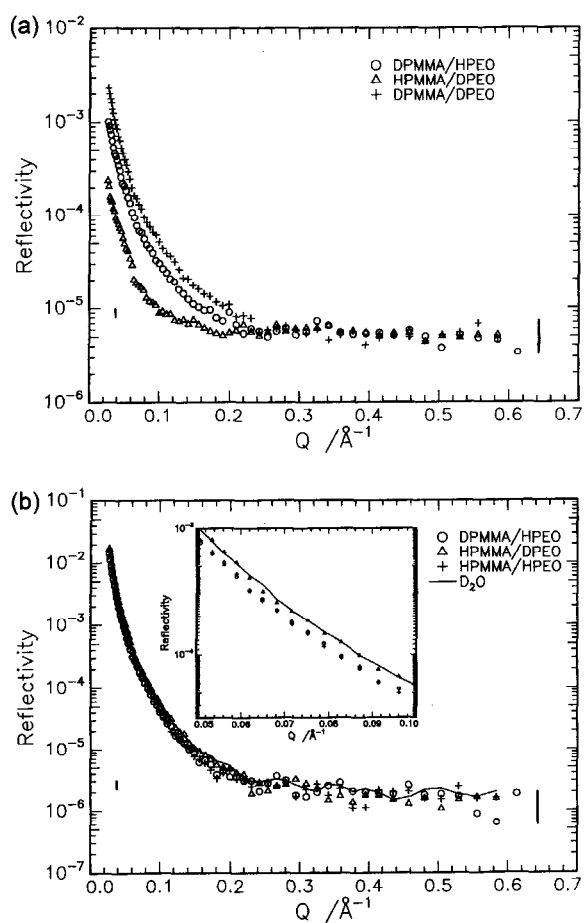 (a)
10⁻²
10⁻³
10⁻⁴
10⁻⁵
10⁻⁶
Reflectivity
○ DPMMA/HPEO
△ HPMMA/DPEO
+ DPMMA/DPEO
0.0 0.1 0.2 0.3 0.4 0.5 0.6 0.7
Q /Å⁻¹
(b)
10⁻¹
10⁻²
10⁻³
10⁻⁴
10⁻⁵
10⁻⁶
10⁻⁷
Reflectivity
10⁻³
10⁻⁴
Reflectivity
0.05 0.06 0.07 0.08 0.09 0.10
Q /Å⁻¹
○ DPMMA/HPEO
△ HPMMA/DPEO
+ HPMMA/HPEO
— D₂O
0.0 0.1 0.2 0.3 0.4 0.5 0.6 0.7
Q /Å⁻¹